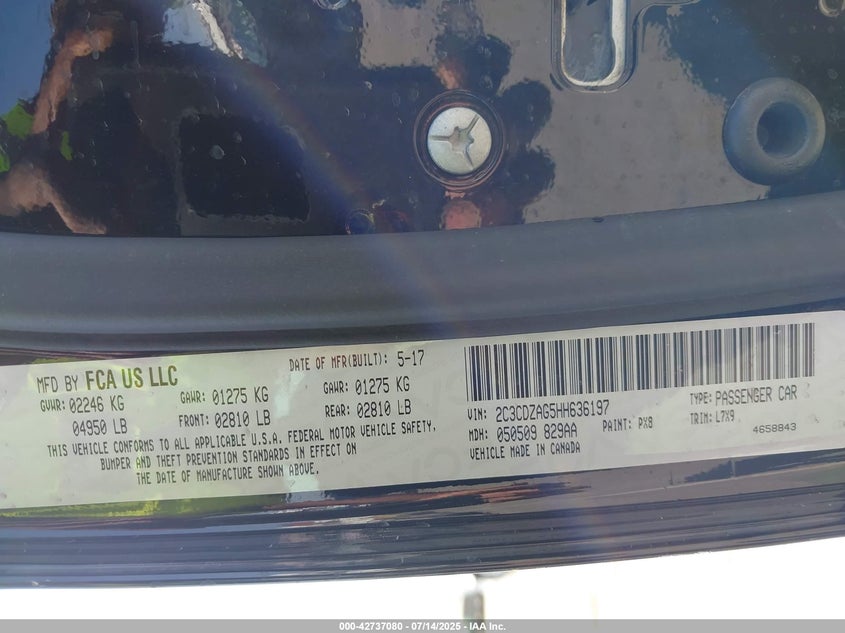 MFD BY FCA US LLC
DATE OF MFR(BUILT): 5-17
GVWR: 02246 KG
GAWR: 01275 KG
GAWR: 01275 KG
04950 LB
FRONT: 02810 LB
REAR: 02810 LB
THIS VEHICLE CONFORMS TO ALL APPLICABLE U.S.A. FEDERAL MOTOR VEHICLE SAFETY,
BUMPER AND THEFT PREVENTION STANDARDS IN EFFECT ON
THE DATE OF MANUFACTURE SHOWN ABOVE.
VIN: 2C3CDZAG5HH636197
TYPE: PASSENGER CAR
MDH: 050509 829AA
PAINT: PX8
TRIM: L7X9
VEHICLE MADE IN CANADA
4658843
000-42737080 - 07/14/2025 - IAA Inc.